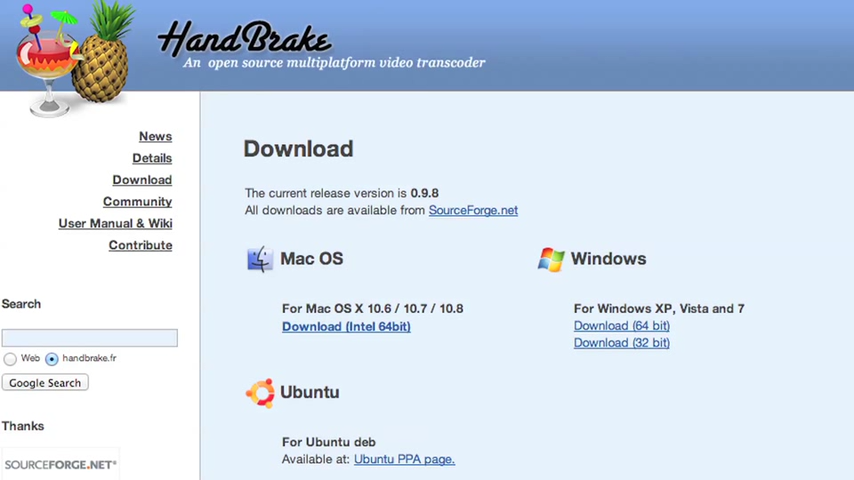 HandBrake
An open source multiplatform video transcoder
News
Details
Download
Community
User Manual & Wiki
Contribute
Search
Web handbrake.fr
Google Search
Thanks
SOURCEFORGE.NET®
Download
The current release version is 0.9.8
All downloads are available from SourceForge.net
Mac OS
For Mac OS X 10.6 / 10.7 / 10.8
Download (Intel 64bit)
Windows
For Windows XP, Vista and 7
Download (64 bit)
Download (32 bit)
Ubuntu
For Ubuntu deb
Available at: Ubuntu PPA page.